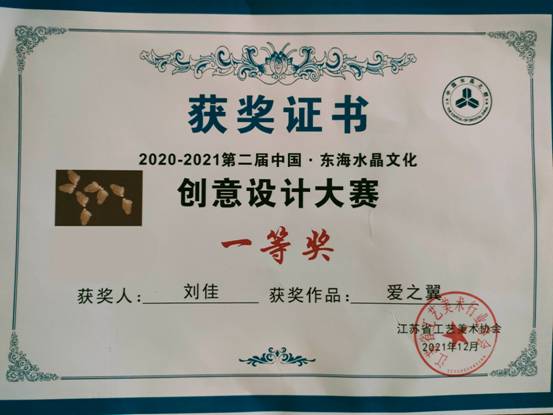 获奖证书
2020-2021第二届中国·东海水晶文化
创意设计大赛
一等奖
获奖人：刘佳 获奖作品：爱之翼
江苏省工艺美术协会
2021年12月